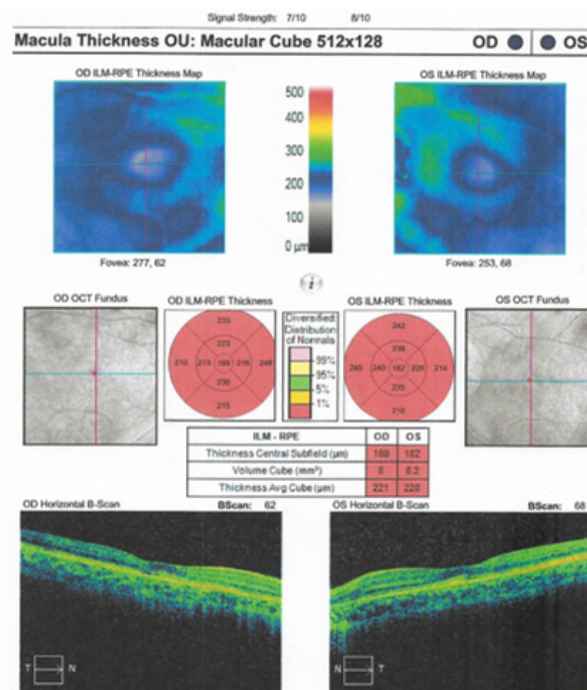 Signal Strength: 7/10 8/10
Macula Thickness OU: Macular Cube 512x128 OD OS
OD ILM-RPE Thickness Map
OS ILM-RPE Thickness Map
500
400
300
200
100
0 µm
Fovea: 277, 62
Fovea: 253, 68
i
OD OCT Fundus
OD ILM-RPE Thickness
OS ILM-RPE Thickness
OS OCT Fundus
Diversified:
Distribution
of Normals
99%
95%
5%
1%
233
223
210 213 169 216 248
230
215
242
238
245 240 182 228 214
235
210
ILM - RPE OD OS
Thickness Central Subfield (µm) 169 182
Volume Cube (mm³) 8 8.2
Thickness Avg Cube (µm) 221 228
OD Horizontal B-Scan BScan: 62
OS Horizontal B-Scan BScan: 68
T N
N T